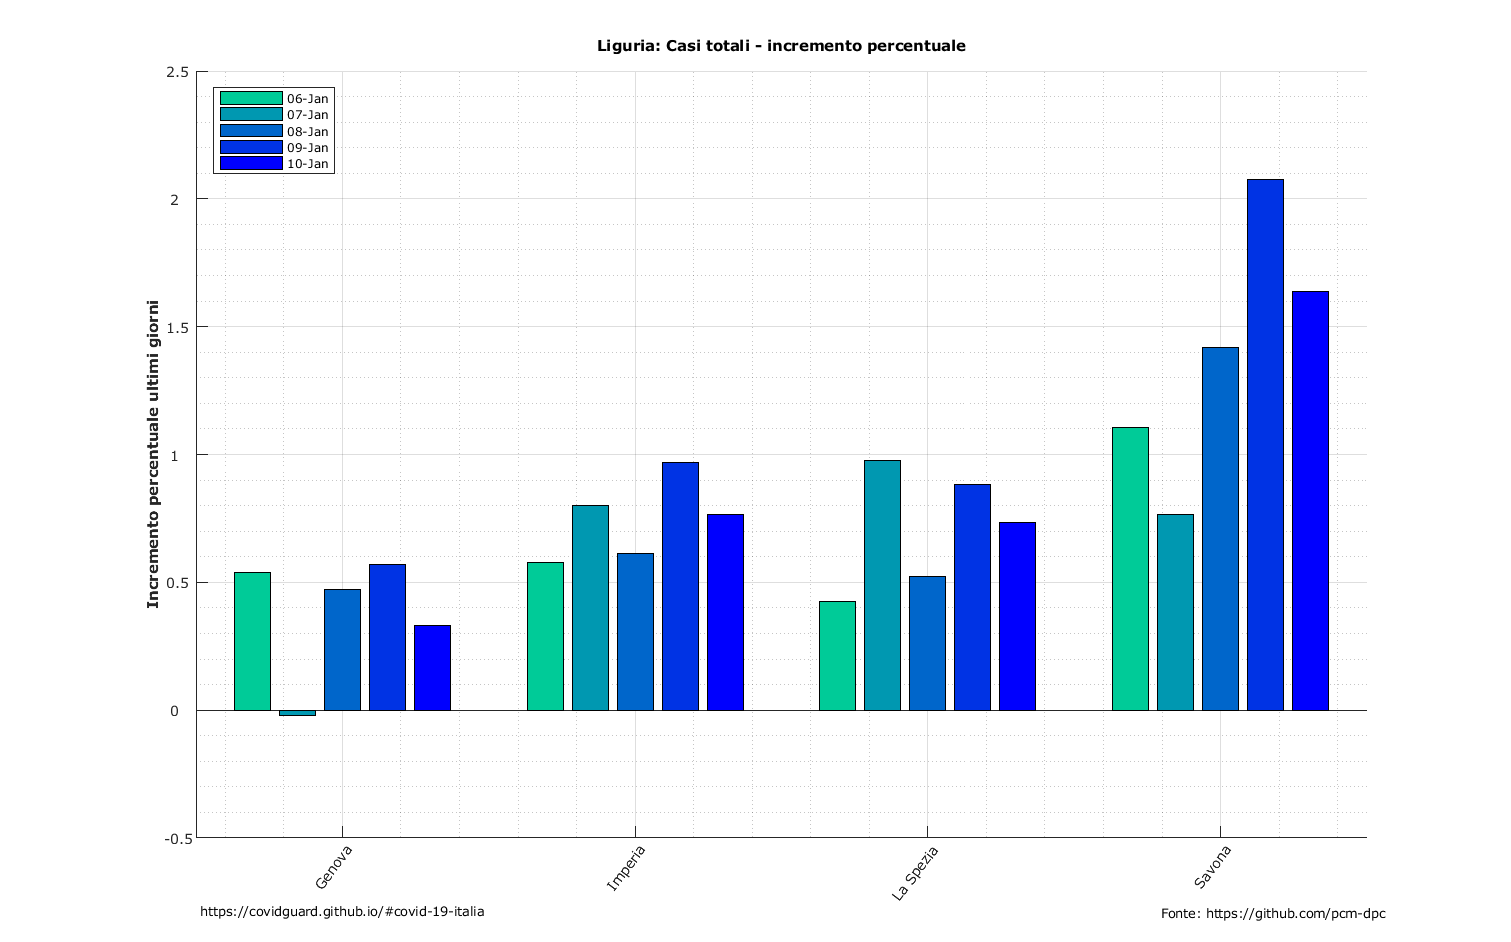 Liguria: Casi totali - incremento percentuale
2.5
2
1.5
1
0.5
0
-0.5
Incremento percentuale ultimi giorni
06-Jan
07-Jan
08-Jan
09-Jan
10-Jan
Genova
Imperia
La Spezia
Savona
https://covidguard.github.io/#covid-19-italia
Fonte: https://github.com/pcm-dpc